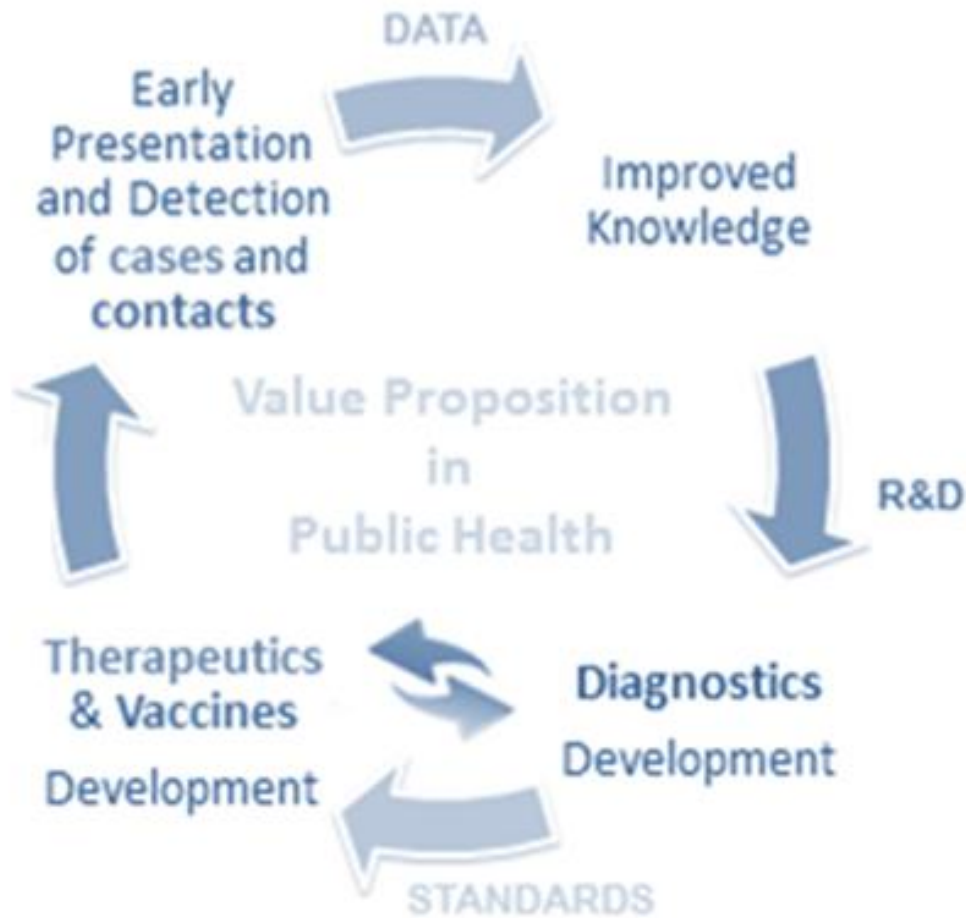 DATA
Early
Presentation
and Detection
of cases and
contacts
Improved
Knowledge
Value Proposition
in
Public Health
R&D
Therapeutics
& Vaccines
Development
Diagnostics
Development
STANDARDS